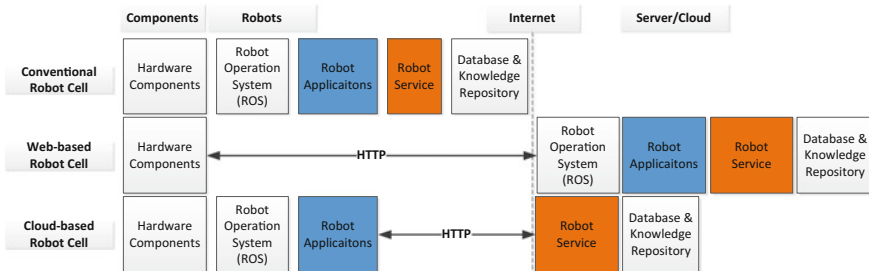 Components Robots Internet Server/Cloud
Conventional
Robot Cell
Hardware
Components
Robot
Operation
System
(ROS)
Robot
Applicaitons
Robot
Service
Database &
Knowledge
Repository
Web-based
Robot Cell
Hardware
Components
HTTP
Robot
Operation
System
(ROS)
Robot
Applicaitons
Robot
Service
Database &
Knowledge
Repository
Cloud-based
Robot Cell
Hardware
Components
Robot
Operation
System
(ROS)
Robot
Applicaitons
HTTP
Robot
Service
Database &
Knowledge
Repository